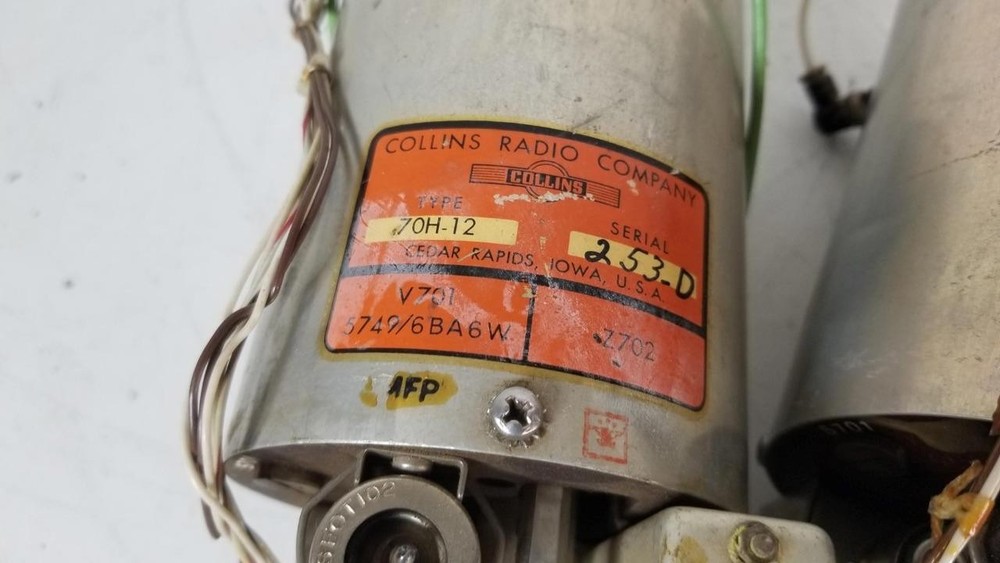 COLLINS RADIO COMPANY
COLLINS
TYPE
70H-12
SERIAL
253-D
CEDAR RAPIDS, IOWA, U.S.A.
V701
5749/6BA6W
Z702
AFP